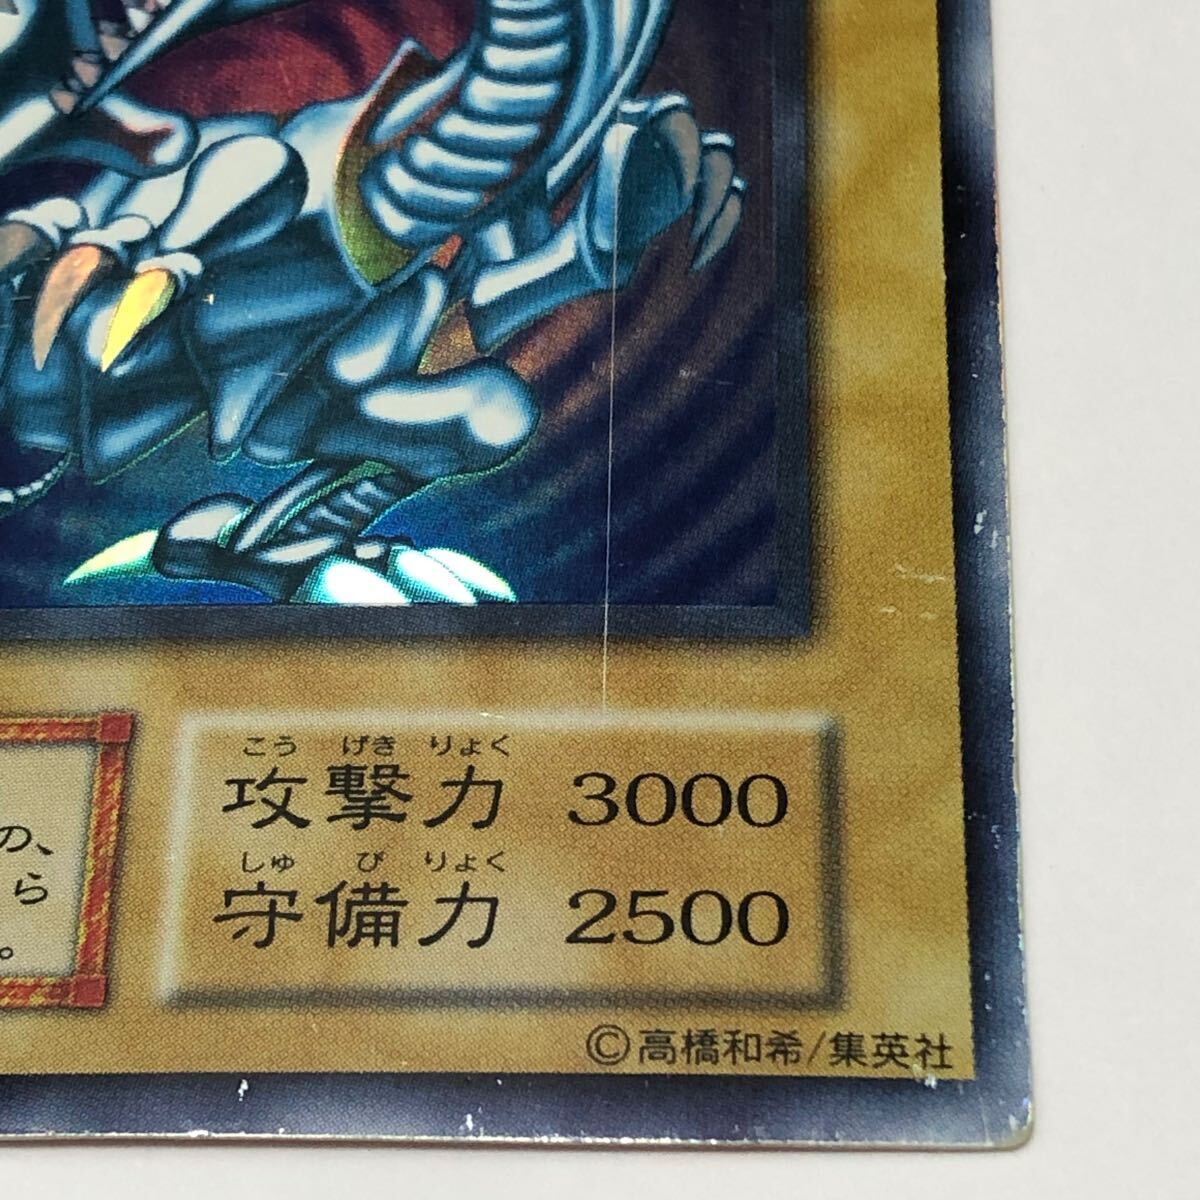 の、
ら
。
こう げき りょく
攻撃力 3000
しゅ び りょく
守備力 2500
©高橋和希/集英社